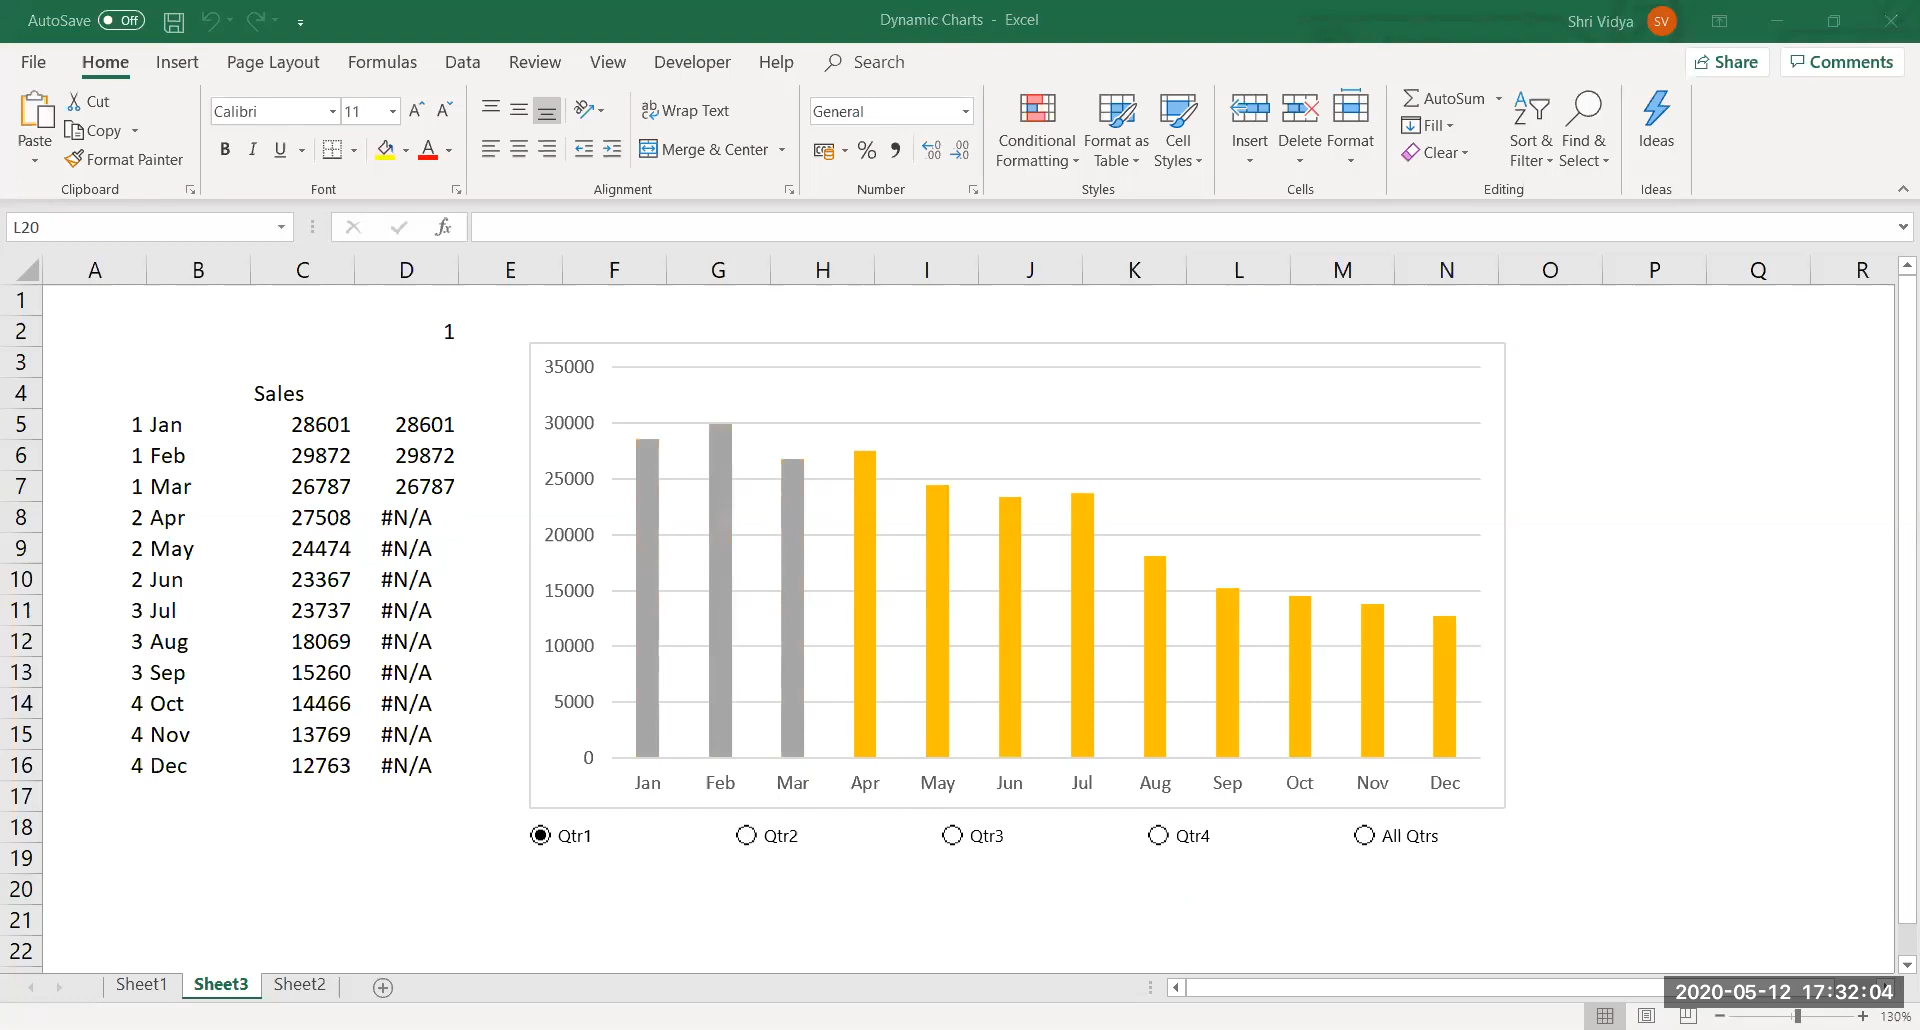 AutoSave Off
Dynamic Charts - Excel
Shri Vidya SV
File Home Insert Page Layout Formulas Data Review View Developer Help Search
Share Comments
Paste
Cut
Copy
Format Painter
Clipboard
Calibri 11
B I U A
Font
ab Wrap Text
Merge & Center
Alignment
General
% , .00 .00
Number
Conditional Formatting
Format as Table
Cell Styles
Styles
Insert Delete Format
Cells
AutoSum
Fill
Clear
Sort & Filter
Find & Select
Editing
Ideas
Ideas
L20 fx
A B C D E F G H I J K L M N O P Q R
1
2 1
3
4 Sales
5 1 Jan 28601 28601
6 1 Feb 29872 29872
7 1 Mar 26787 26787
8 2 Apr 27508 #N/A
9 2 May 24474 #N/A
10 2 Jun 23367 #N/A
11 3 Jul 23737 #N/A
12 3 Aug 18069 #N/A
13 3 Sep 15260 #N/A
14 4 Oct 14466 #N/A
15 4 Nov 13769 #N/A
16 4 Dec 12763 #N/A
17
18
19
20
21
22
35000
30000
25000
20000
15000
10000
5000
0
Jan Feb Mar Apr May Jun Jul Aug Sep Oct Nov Dec
Qtr1 Qtr2 Qtr3 Qtr4 All Qtrs
Sheet1 Sheet3 Sheet2
2020-05-12 17:32:04
130%